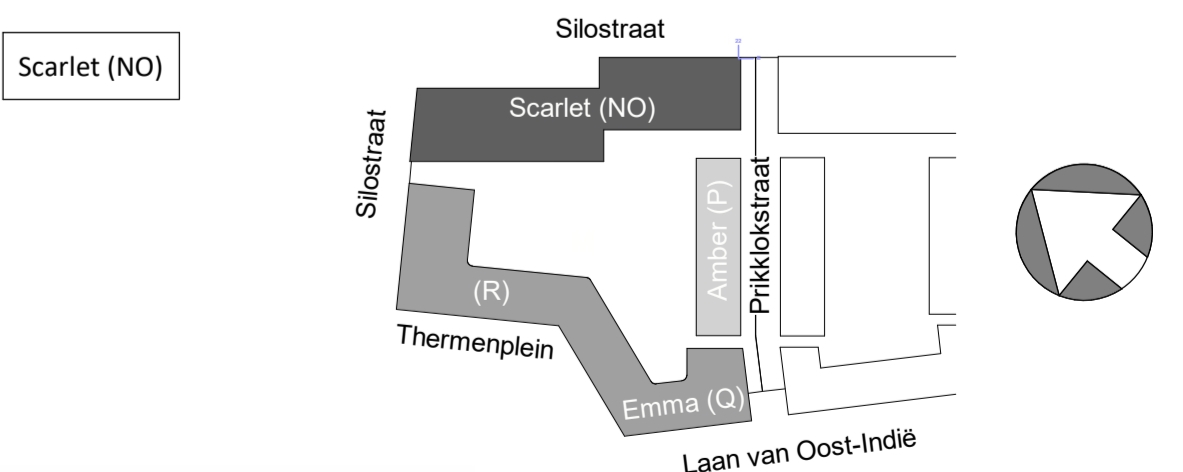 Silostraat
Scarlet (NO)
Scarlet (NO)
Silostraat
Amber (P)
Prikklokstraat
(R)
Thermenplein
Emma (Q)
Laan van Oost-Indië